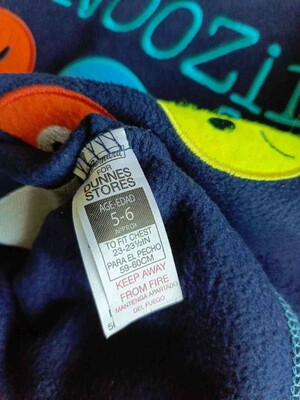 NOOZi
FOR
DUNNES
STORES
AGE-EDAD
5-6
APPROX
TO FIT CHEST
23-23½IN
PARA EL PECHO
59-60CM
KEEP AWAY
FROM FIRE
MANTENGA APARTADO
DEL FUEGO